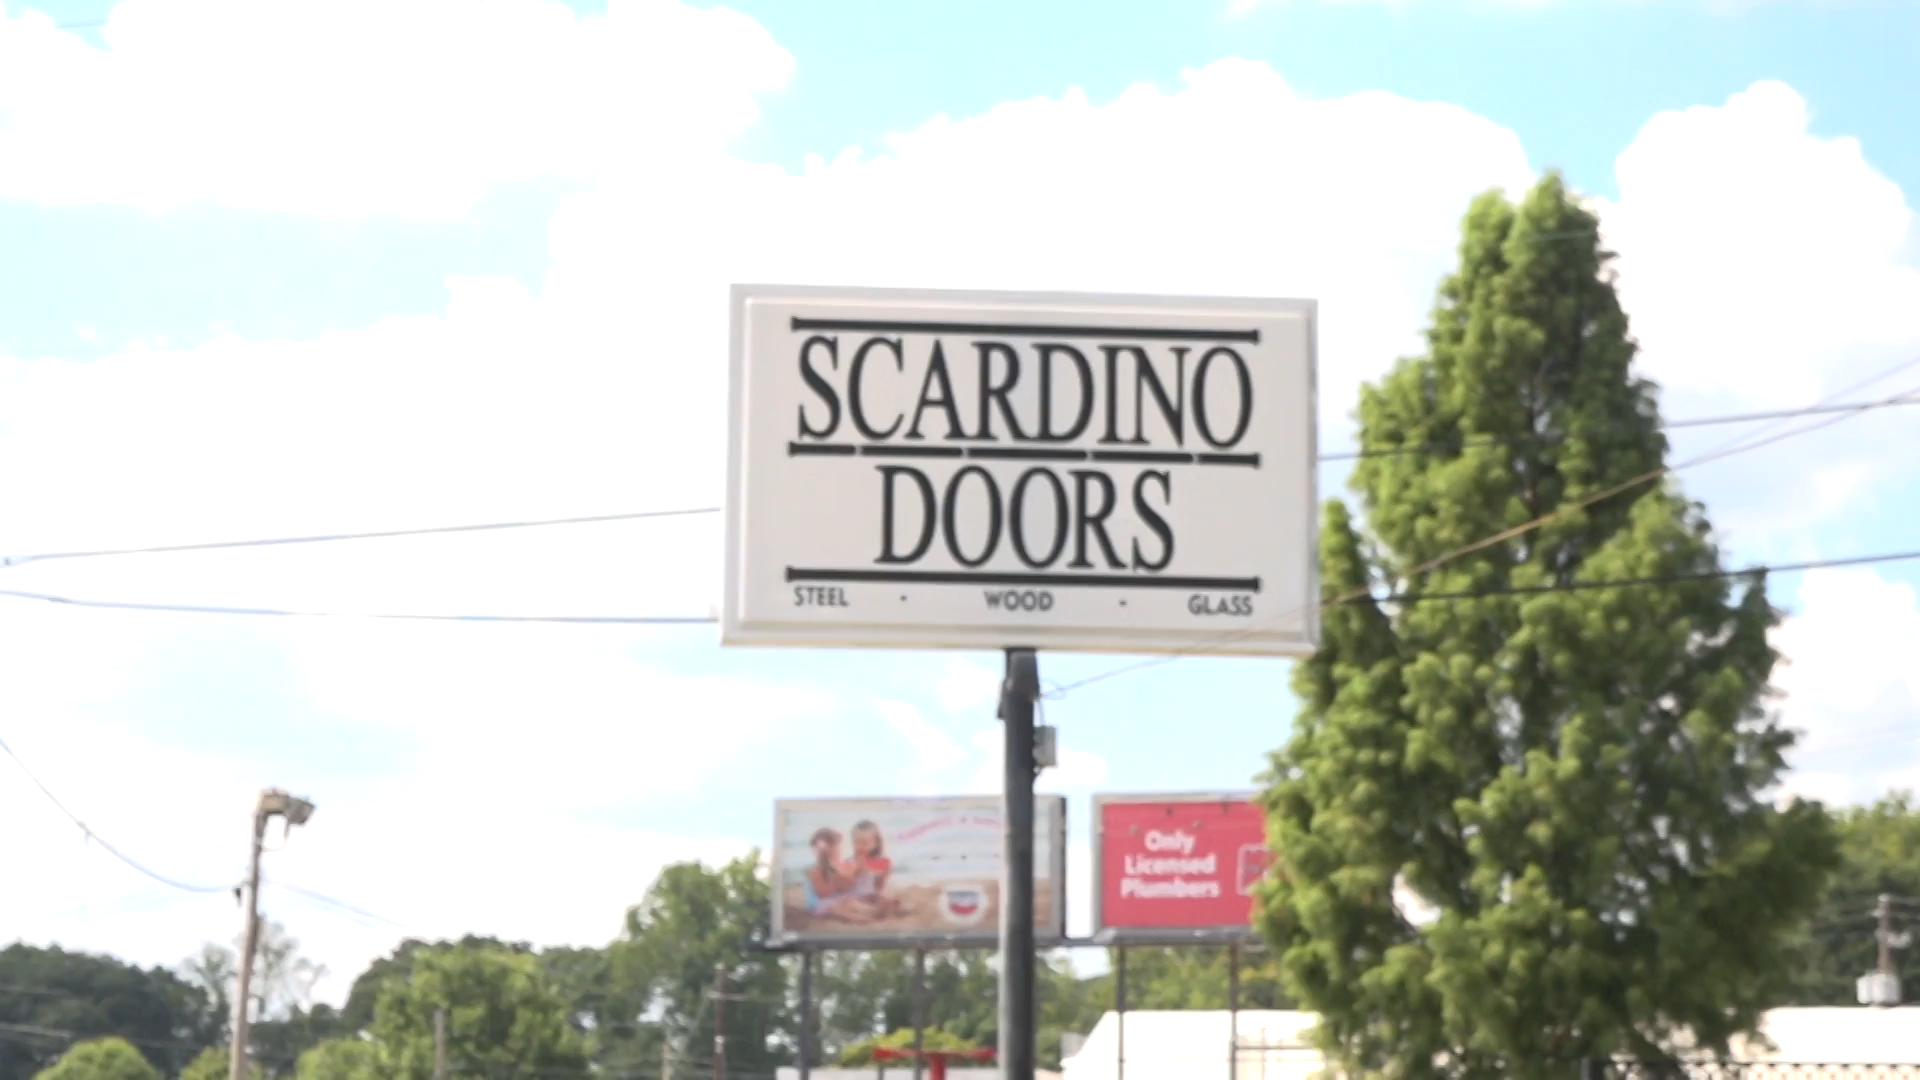 SCARDINO
DOORS
STEEL · WOOD · GLASS
Only
Licensed
Plumbers